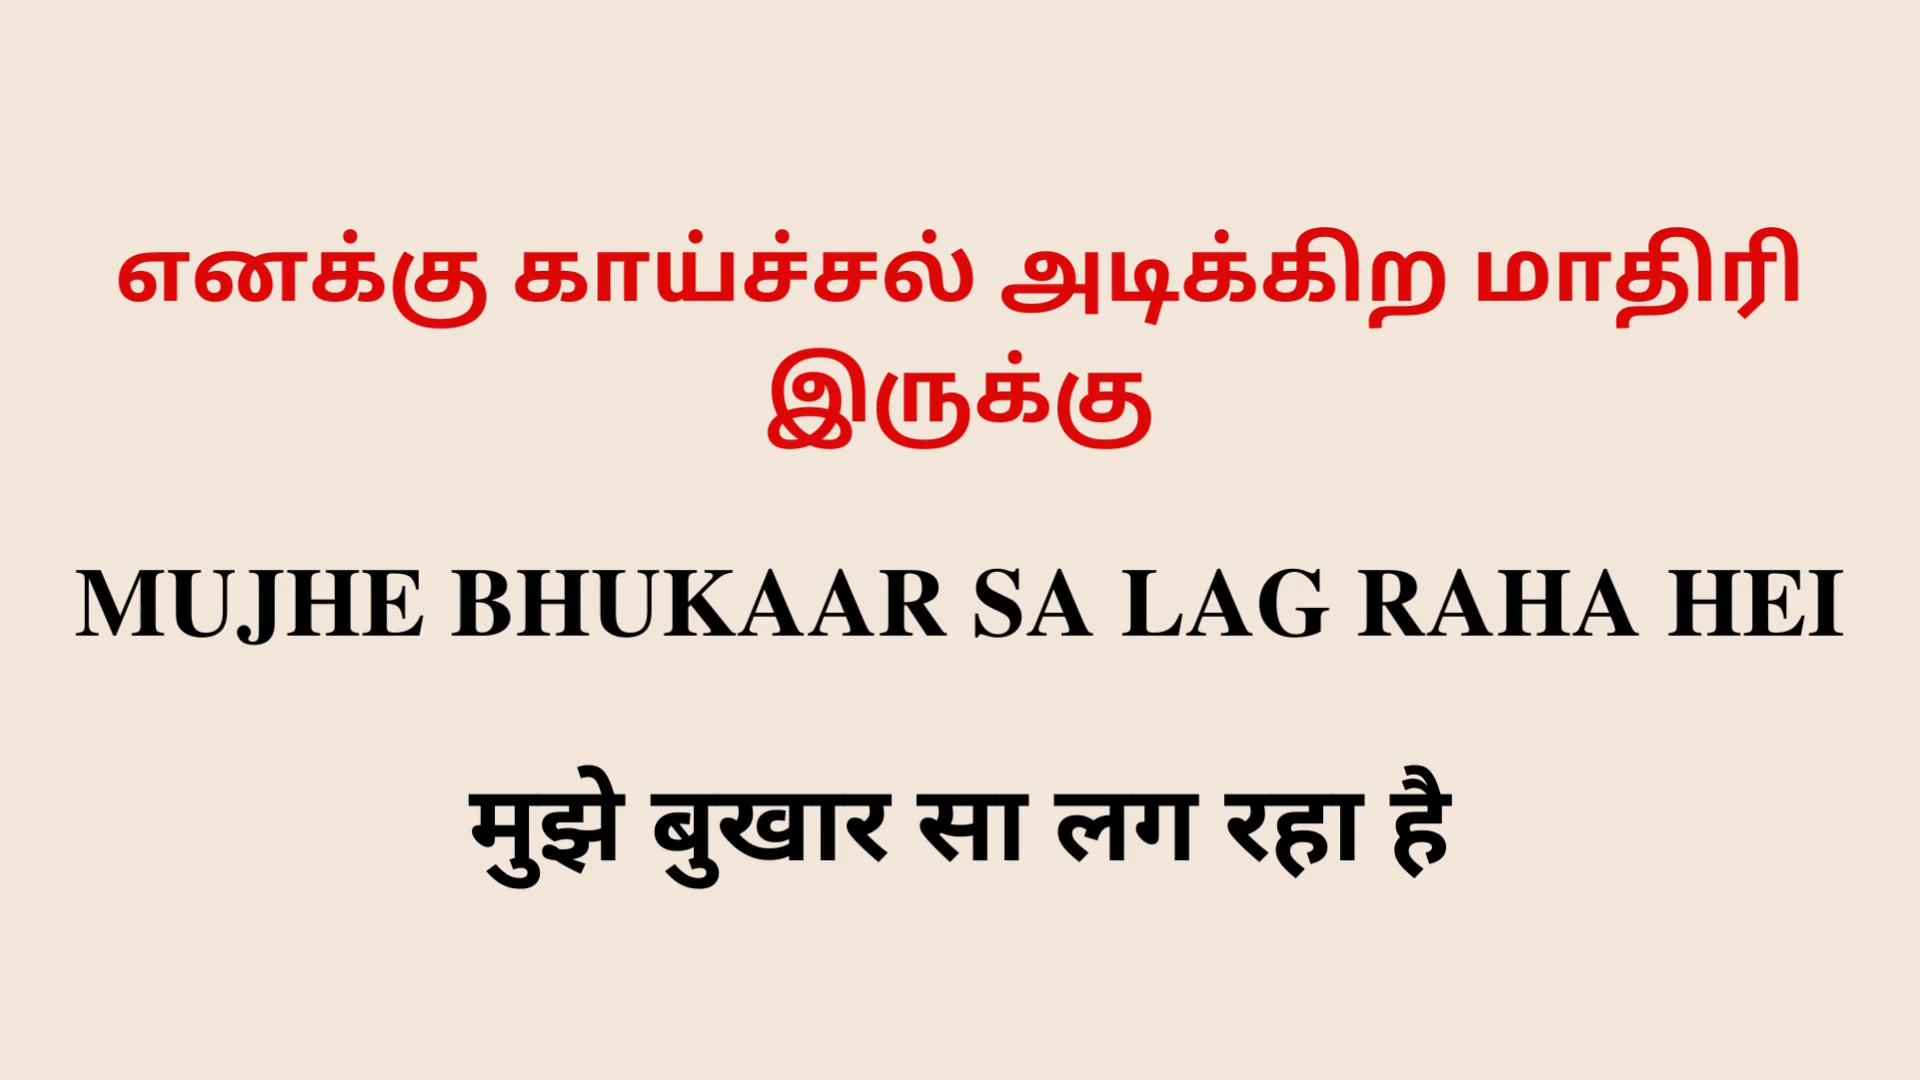 எனக்கு காய்ச்சல் அடிக்கிற மாதிரி
இருக்கு
MUJHE BHUKAAR SA LAG RAHA HEI
मुझे बुखार सा लग रहा है